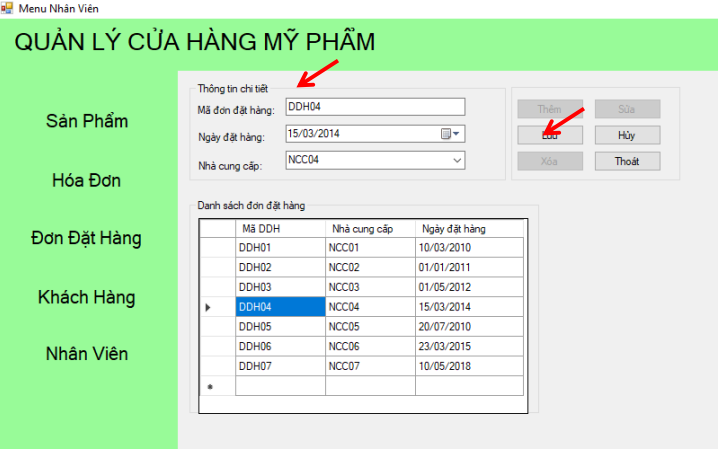 Menu Nhân Viên
QUẢN LÝ CỬA HÀNG MỸ PHẨM
Sản Phẩm
Hóa Đơn
Đơn Đặt Hàng
Khách Hàng
Nhân Viên
Thông tin chi tiết
Mã đơn đặt hàng: DDH04
Ngày đặt hàng: 15/03/2014
Nhà cung cấp: NCC04
Thêm Sửa
Lưu Hủy
Xóa Thoát
Danh sách đơn đặt hàng
Mã DDH Nhà cung cấp Ngày đặt hàng
DDH01 NCC01 10/03/2010
DDH02 NCC02 01/01/2011
DDH03 NCC03 01/05/2012
DDH04 NCC04 15/03/2014
DDH05 NCC05 20/07/2010
DDH06 NCC06 23/03/2015
DDH07 NCC07 10/05/2018